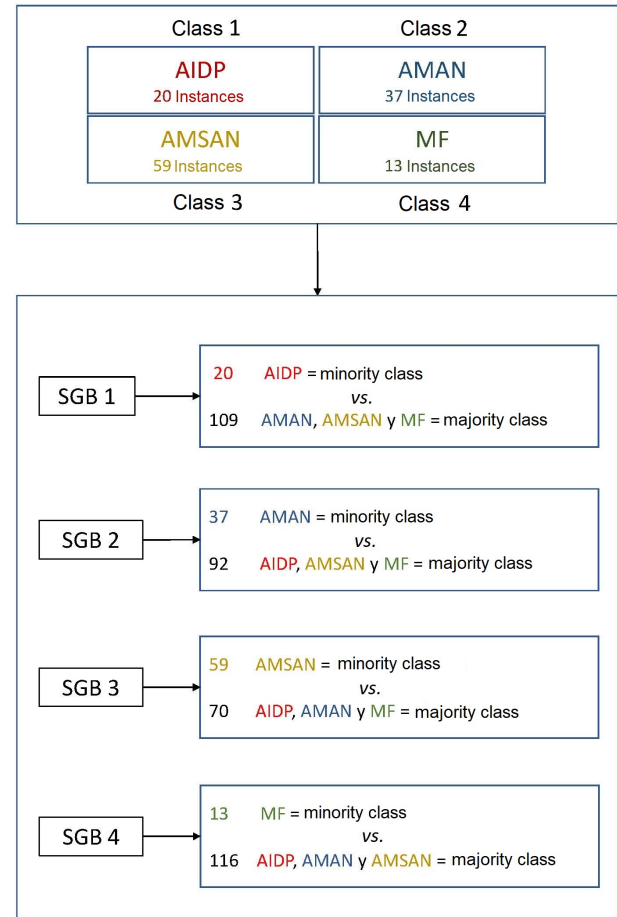 Class 1 Class 2
AIDP AMAN
20 Instances 37 Instances
AMSAN MF
59 Instances 13 Instances
Class 3 Class 4
SGB 1
20 AIDP = minority class
vs.
109 AMAN, AMSAN y MF = majority class
SGB 2
37 AMAN = minority class
vs.
92 AIDP, AMSAN y MF = majority class
SGB 3
59 AMSAN = minority class
vs.
70 AIDP, AMAN y MF = majority class
SGB 4
13 MF = minority class
vs.
116 AIDP, AMAN y AMSAN = majority class